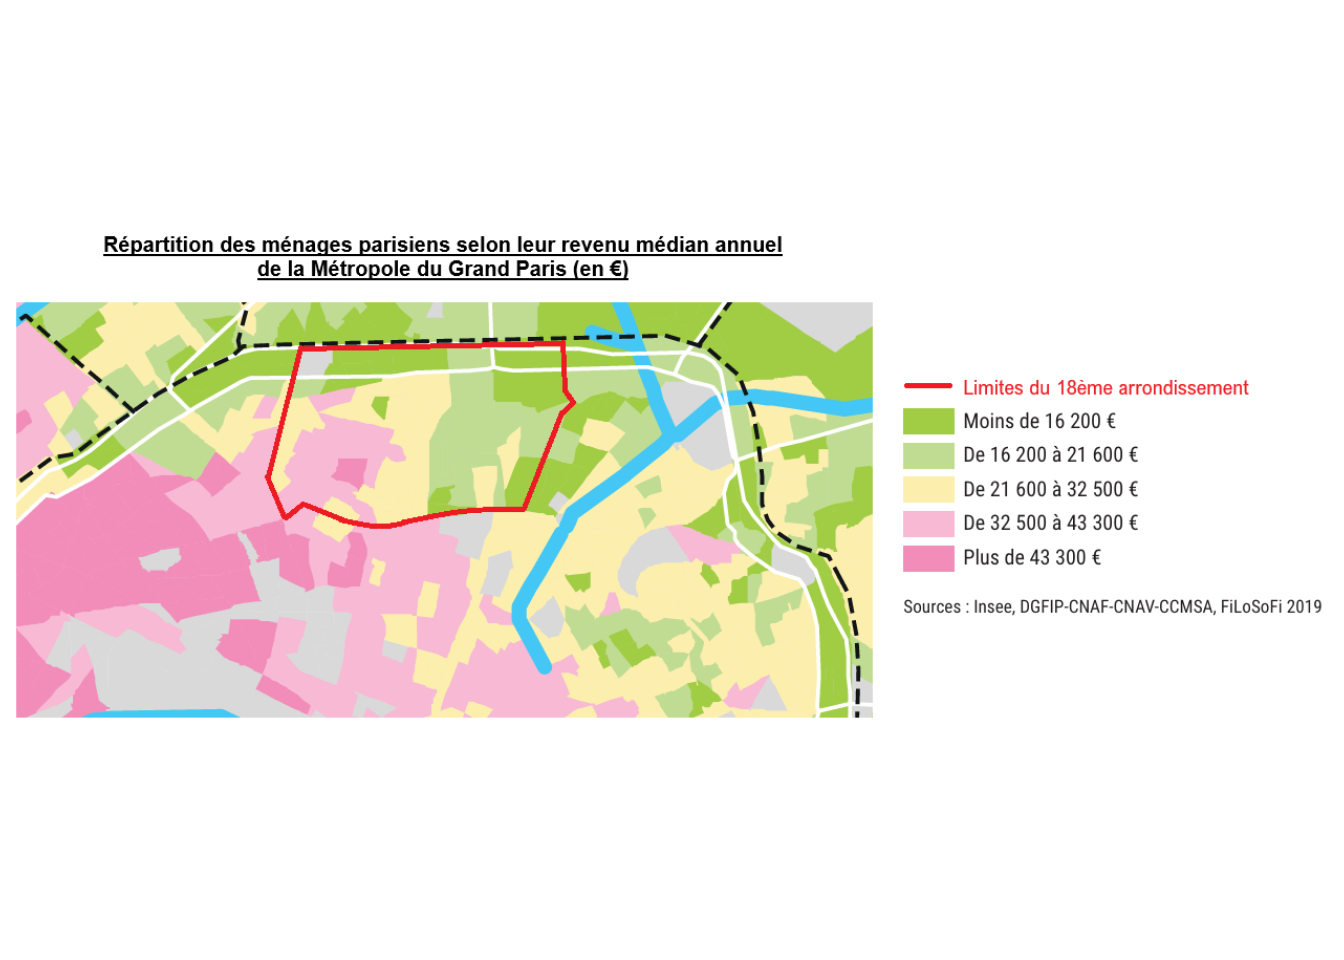 Répartition des ménages parisiens selon leur revenu médian annuel
de la Métropole du Grand Paris (en €)
Limites du 18ème arrondissement
Moins de 16 200 €
De 16 200 à 21 600 €
De 21 600 à 32 500 €
De 32 500 à 43 300 €
Plus de 43 300 €
Sources : Insee, DGFIP-CNAF-CNAV-CCMSA, FiLoSoFi 2019